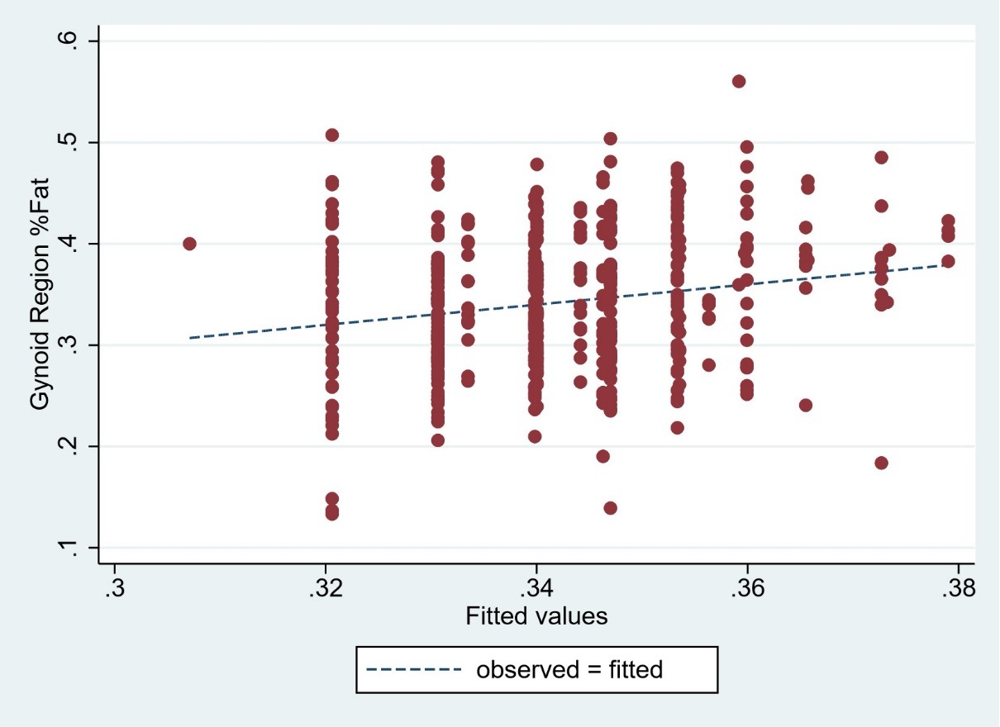 Gynoid Region %Fat
.6
.5
.4
.3
.2
.1
.3 .32 .34 .36 .38
Fitted values
observed = fitted